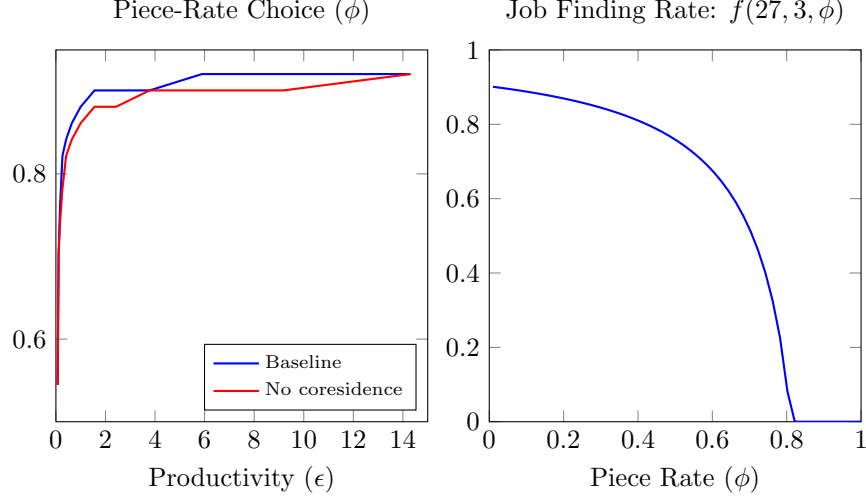 Piece-Rate Choice (ϕ)
0.8
0.6
0 2 4 6 8 10 12 14
Productivity (ϵ)
Baseline
No coresidence
Job Finding Rate: f(27, 3, ϕ)
1
0.8
0.6
0.4
0.2
0
0 0.2 0.4 0.6 0.8 1
Piece Rate (ϕ)